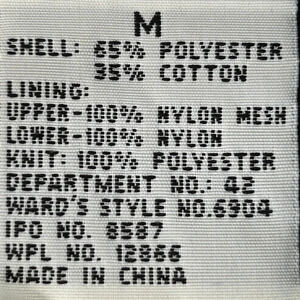 M
SHELL: 65% POLYESTER
35% COTTON
LINING:
UPPER-100% NYLON MESH
LOWER-100% NYLON
KNIT: 100% POLYESTER
DEPARTMENT NO.: 42
WARD'S STYLE NO.6904
IPO NO. 8587
WPL NO. 12866
MADE IN CHINA